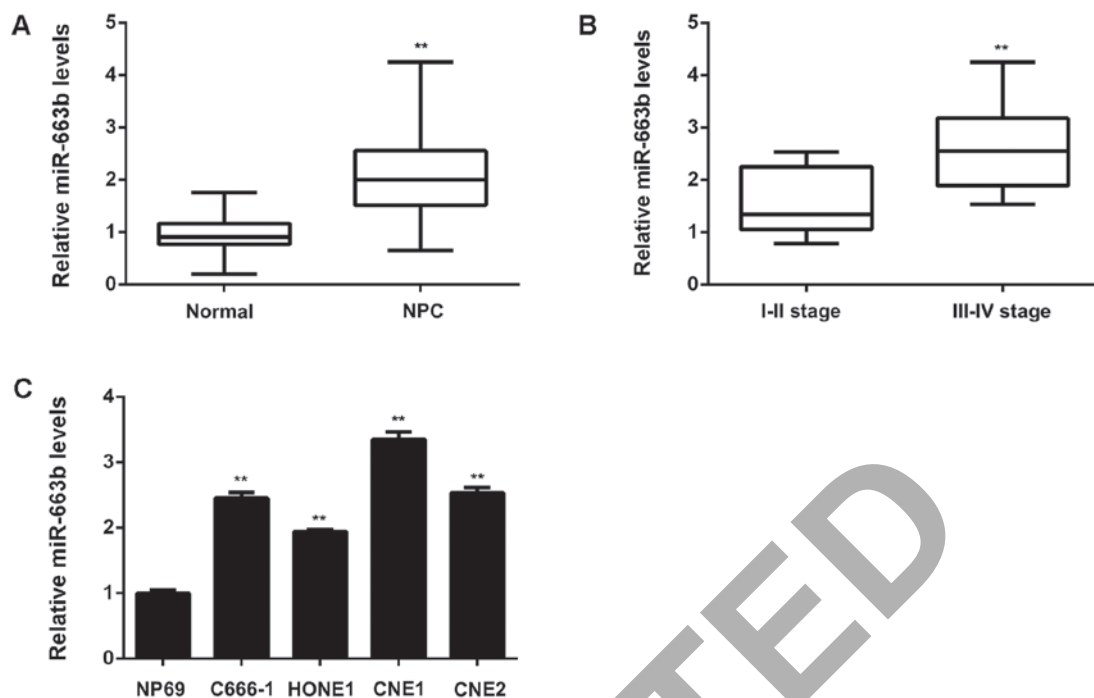 A
Relative miR-663b levels
5
4
3
2
1
0
**
Normal NPC
B
Relative miR-663b levels
5
4
3
2
1
0
**
I-II stage III-IV stage
C
Relative miR-663b levels
4
3
2
1
0
** ** ** **
NP69 C666-1 HONE1 CNE1 CNE2
TED